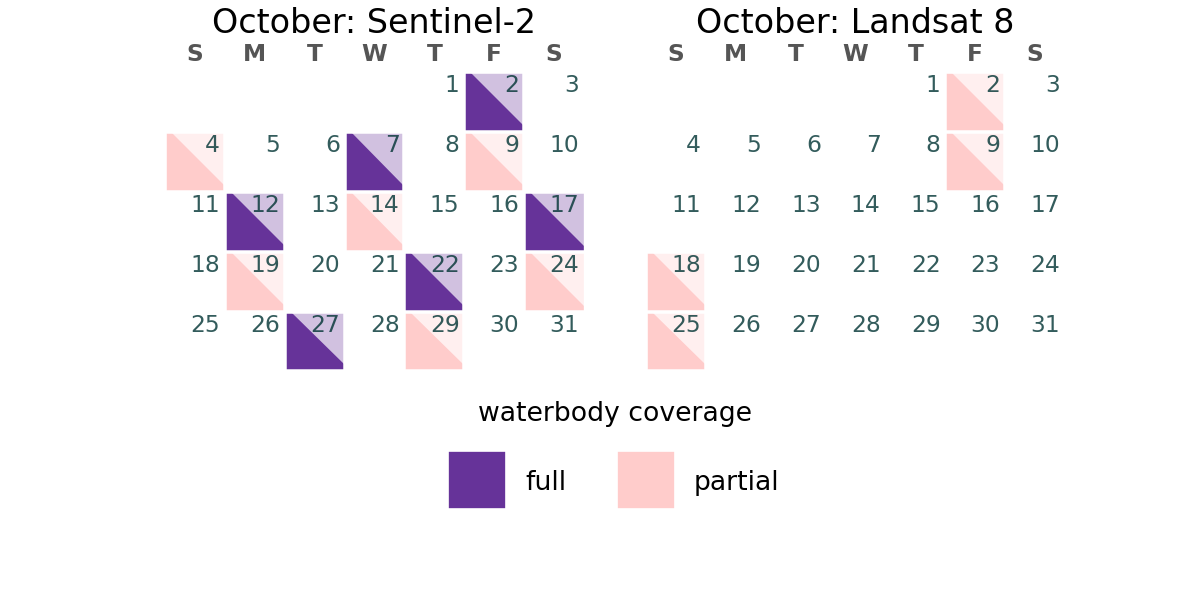 October: Sentinel-2
S M T W T F S
1 2 3
4 5 6 7 8 9 10
11 12 13 14 15 16 17
18 19 20 21 22 23 24
25 26 27 28 29 30 31
October: Landsat 8
S M T W T F S
1 2 3
4 5 6 7 8 9 10
11 12 13 14 15 16 17
18 19 20 21 22 23 24
25 26 27 28 29 30 31
waterbody coverage
full partial